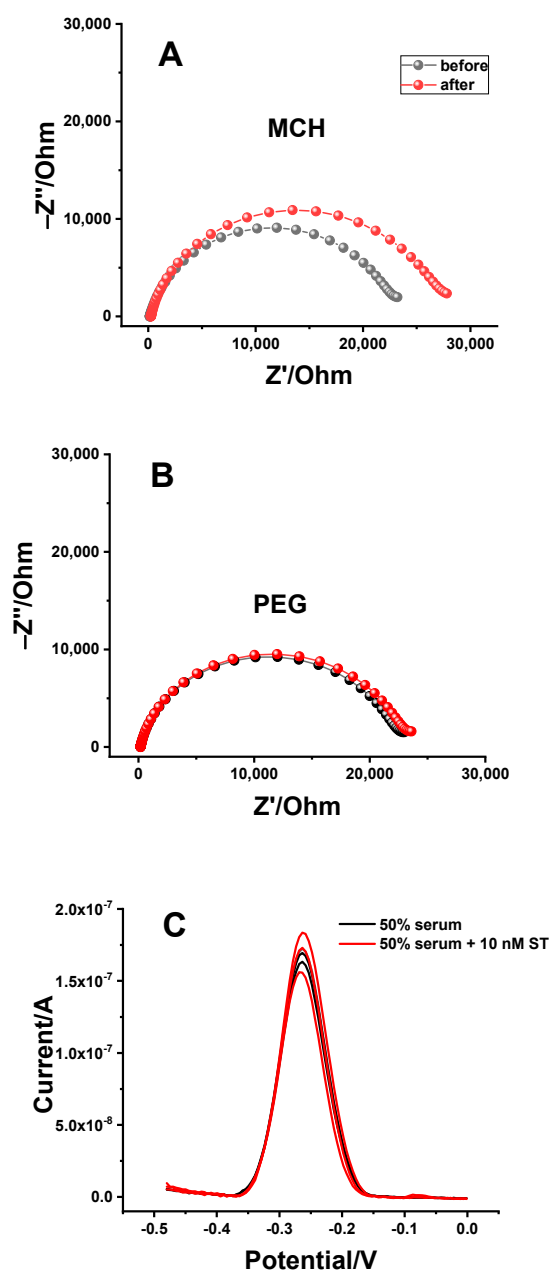 A
30,000
20,000
10,000
0
–Z''/Ohm
before
after
MCH
0 10,000 20,000 30,000
Z'/Ohm
B
30,000
20,000
10,000
0
–Z''/Ohm
PEG
0 10,000 20,000 30,000
Z'/Ohm
C
2.0x10⁻⁷
1.5x10⁻⁷
1.0x10⁻⁷
5.0x10⁻⁸
0.0
Current/A
50% serum
50% serum + 10 nM ST
-0.5 -0.4 -0.3 -0.2 -0.1 0.0
Potential/V